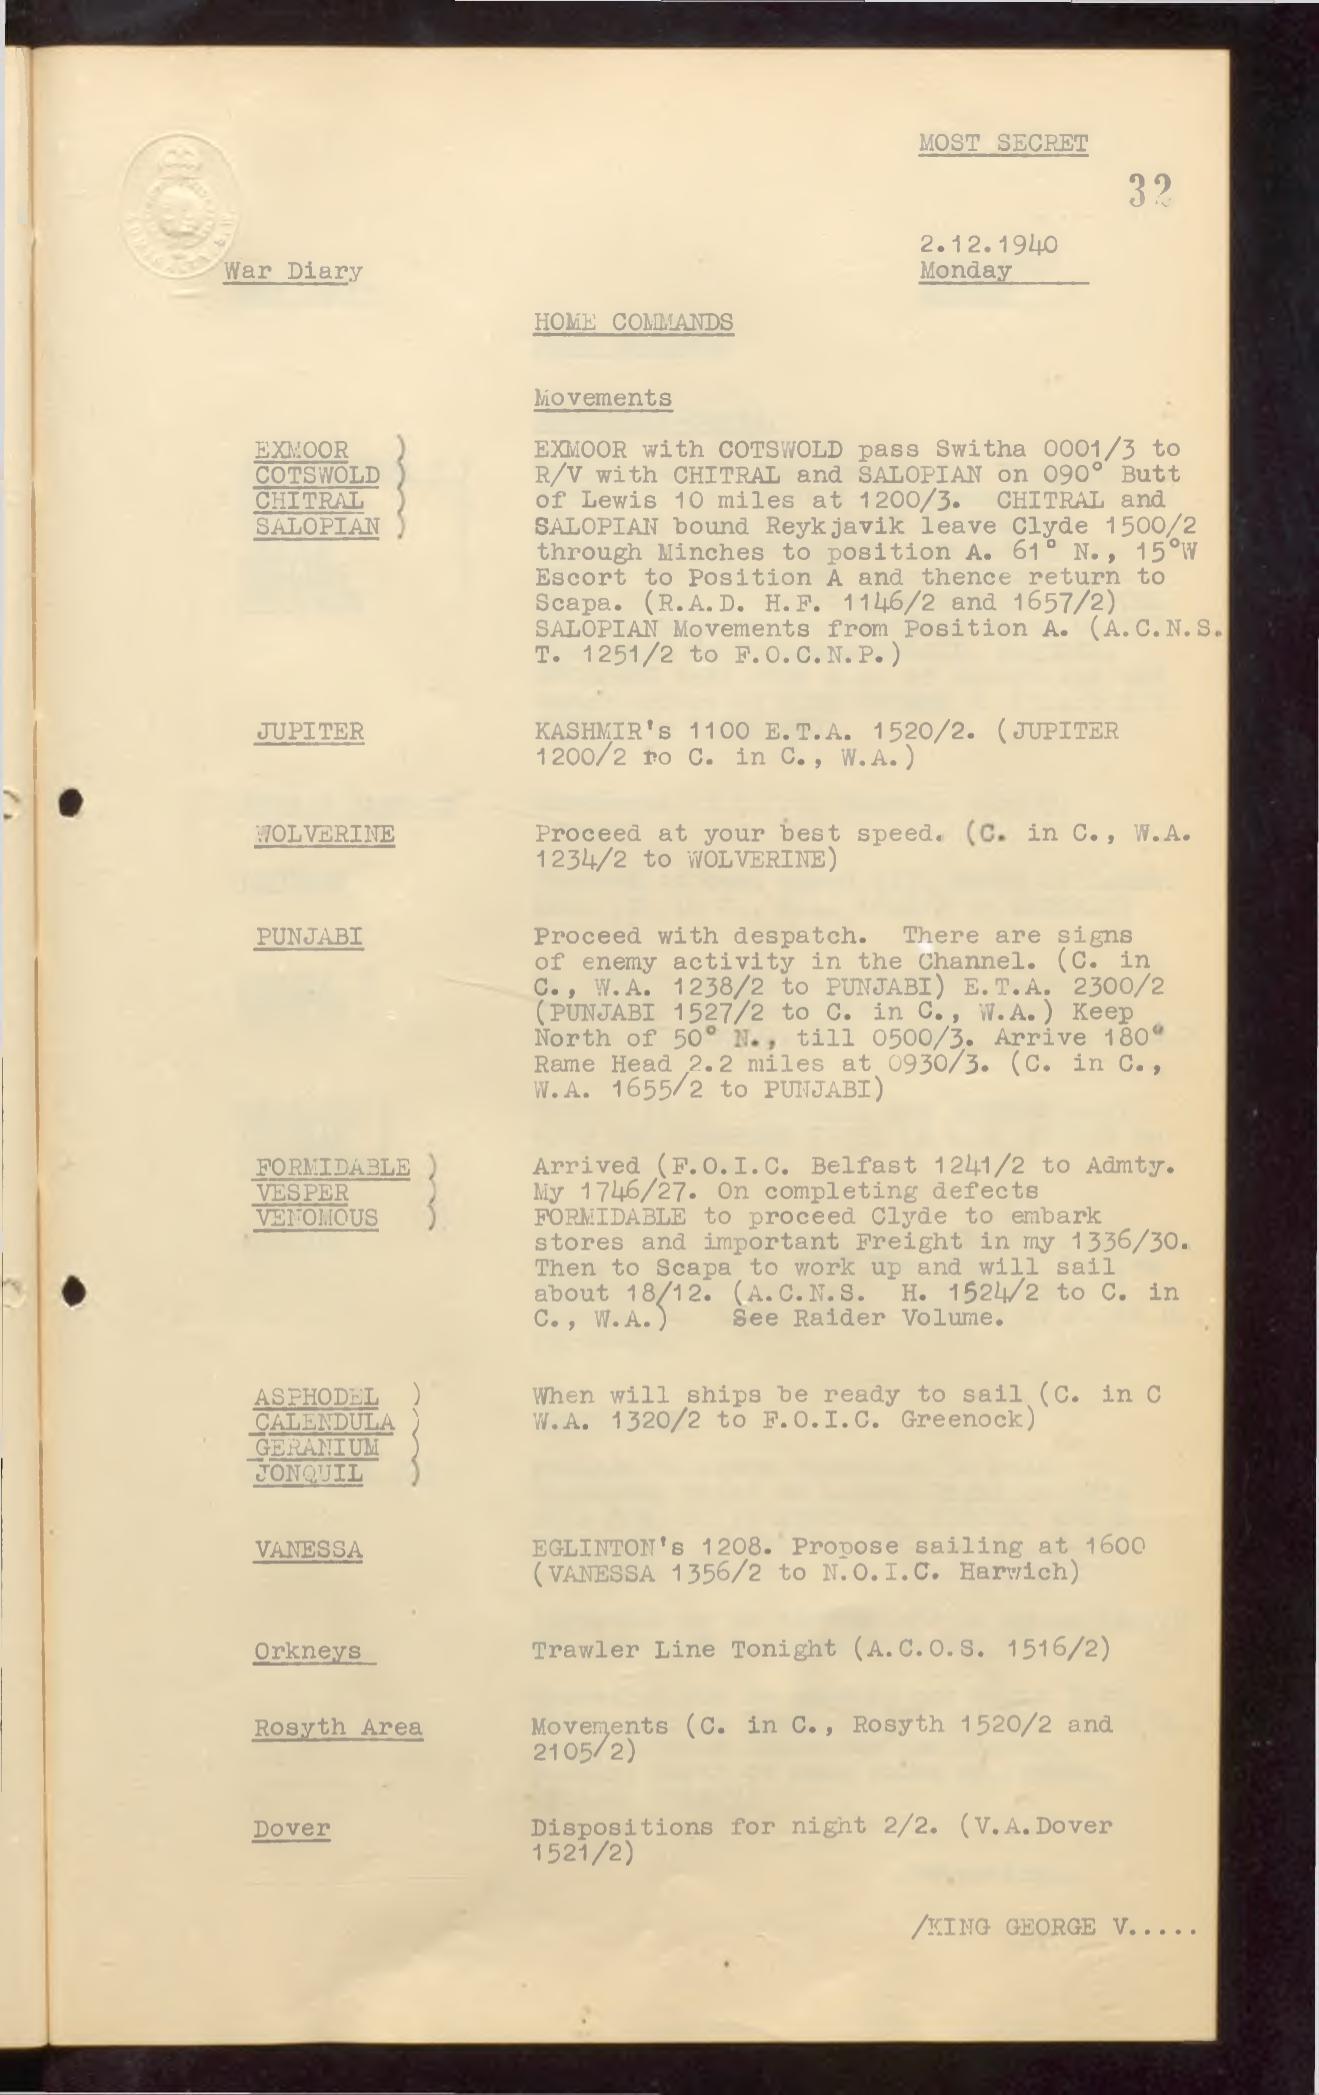 MOST SECRET
32
2.12.1940
War Diary
Monday
HOME COMMANDS
Movements
EXMOOR )
COTSWOLD )
CHITRAL )
SALOPIAN )
EXMOOR with COTSWOLD pass Switha 0001/3 to
R/V with CHITRAL and SALOPIAN on 090° Butt
of Lewis 10 miles at 1200/3. CHITRAL and
SALOPIAN bound Reykjavik leave Clyde 1500/2
through Minches to position A. 61° N., 15°W
Escort to Position A and thence return to
Scapa. (R.A.D. H.F. 1146/2 and 1657/2)
SALOPIAN Movements from Position A. (A.C.N.S.
T. 1251/2 to F.O.C.N.P.)
JUPITER
KASHMIR's 1100 E.T.A. 1520/2. (JUPITER
1200/2 ro C. in C., W.A.)
WOLVERINE
Proceed at your best speed. (C. in C., W.A.
1234/2 to WOLVERINE)
PUNJABI
Proceed with despatch. There are signs
of enemy activity in the Channel. (C. in
C., W.A. 1238/2 to PUNJABI) E.T.A. 2300/2
(PUNJABI 1527/2 to C. in C., W.A.) Keep
North of 50° N., till 0500/3. Arrive 180°
Rame Head 2.2 miles at 0930/3. (C. in C.,
W.A. 1655/2 to PUNJABI)
FORMIDABLE )
VESPER )
VENOMOUS )
Arrived (F.O.I.C. Belfast 1241/2 to Admty.
My 1746/27. On completing defects
FORMIDABLE to proceed Clyde to embark
stores and important Freight in my 1336/30.
Then to Scapa to work up and will sail
about 18/12. (A.C.N.S. H. 1524/2 to C. in
C., W.A.) See Raider Volume.
ASPHODEL )
CALENDULA )
GERANIUM )
JONQUIL )
When will ships be ready to sail (C. in C
W.A. 1320/2 to F.O.I.C. Greenock)
VANESSA
EGLINTON's 1208. Propose sailing at 1600
(VANESSA 1356/2 to N.O.I.C. Harwich)
Orkneys
Trawler Line Tonight (A.C.O.S. 1516/2)
Rosyth Area
Movements (C. in C., Rosyth 1520/2 and
2105/2)
Dover
Dispositions for night 2/2. (V.A.Dover
1521/2)
/KING GEORGE V.....